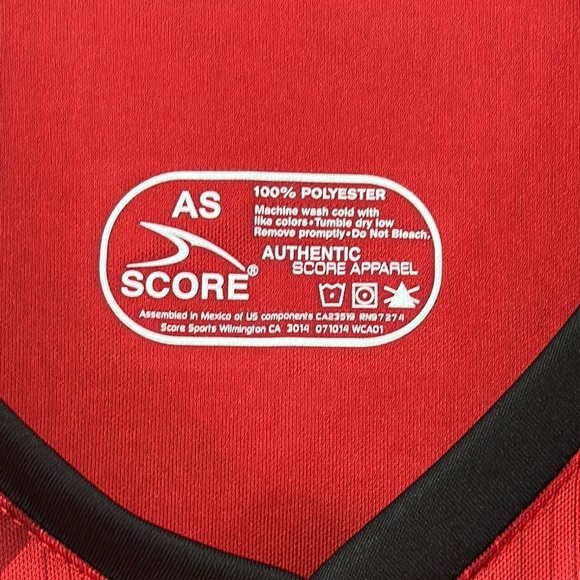 AS
SCORE®
100% POLYESTER
Machine wash cold with
like colors•Tumble dry low
Remove promptly•Do Not Bleach.
AUTHENTIC
SCORE APPAREL
Assembled in Mexico of US components CA23519 RN97274
Score Sports Wilmington CA 3014 071014 WCA01